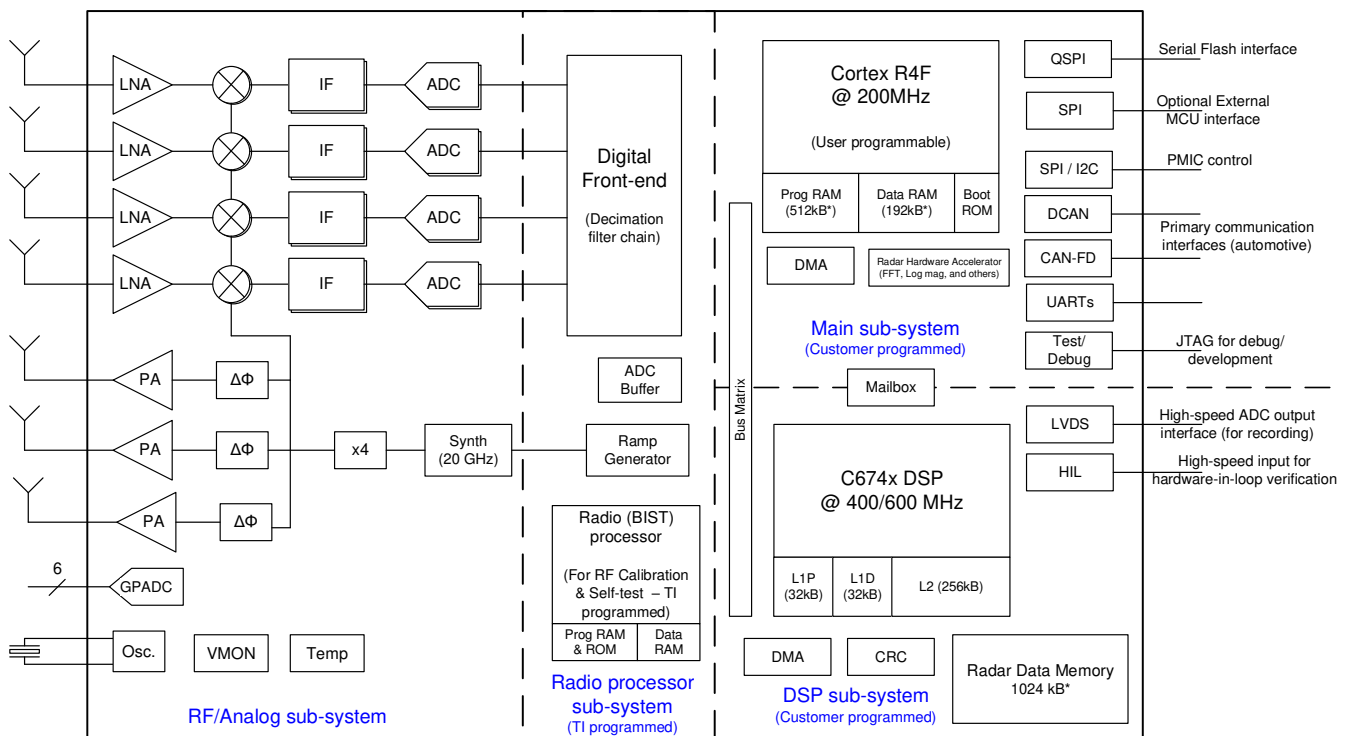 LNA
IF
ADC
LNA
IF
ADC
LNA
IF
ADC
LNA
IF
ADC
PA
ΔΦ
PA
ΔΦ
x4
Synth
(20 GHz)
PA
ΔΦ
6
GPADC
Osc.
VMON
Temp
RF/Analog sub-system
Digital
Front-end
(Decimation
filter chain)
ADC
Buffer
Ramp
Generator
Radio (BIST)
processor
(For RF Calibration
& Self-test – TI
programmed)
Prog RAM
& ROM
Data
RAM
Radio processor
sub-system
(TI programmed)
Bus Matrix
Cortex R4F
@ 200MHz
(User programmable)
Prog RAM
(512kB*)
Data RAM
(192kB*)
Boot
ROM
DMA
Radar Hardware Accelerator
(FFT, Log mag, and others)
Main sub-system
(Customer programmed)
Mailbox
QSPI
Serial Flash interface
SPI
Optional External
MCU interface
SPI / I2C
PMIC control
DCAN
CAN-FD
Primary communication
interfaces (automotive)
UARTs
Test/
Debug
JTAG for debug/
development
LVDS
High-speed ADC output
interface (for recording)
HIL
High-speed input for
hardware-in-loop verification
C674x DSP
@ 400/600 MHz
L1P
(32kB)
L1D
(32kB)
L2 (256kB)
DMA
CRC
Radar Data Memory
1024 kB*
DSP sub-system
(Customer programmed)